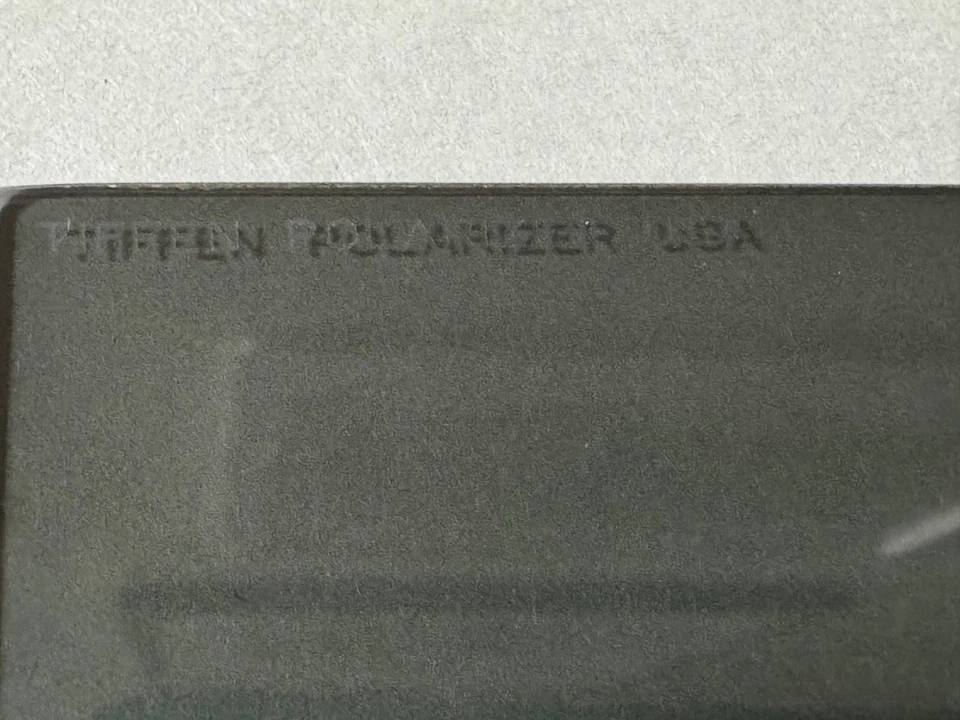 TIFFEN POLARIZER USA